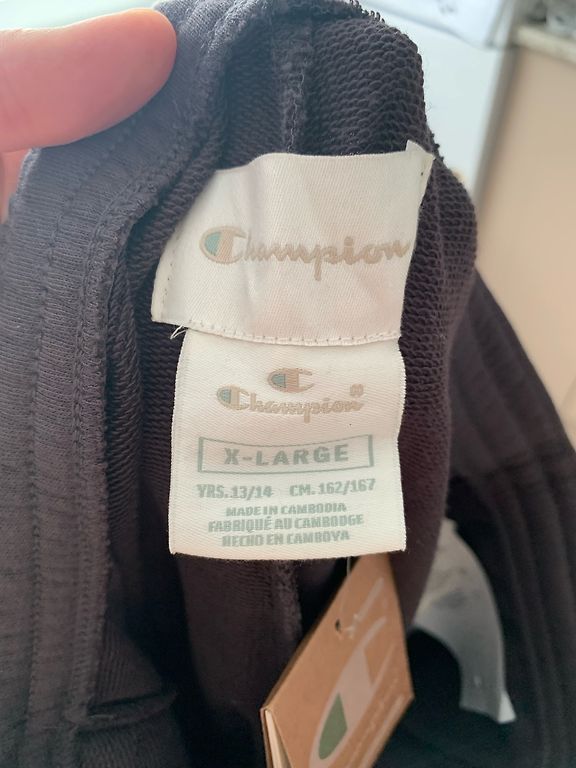 Champion
Champion®
X-LARGE
YRS. 13/14 CM. 162/167
MADE IN CAMBODIA
FABRIQUÉ AU CAMBODGE
HECHO EN CAMBOYA